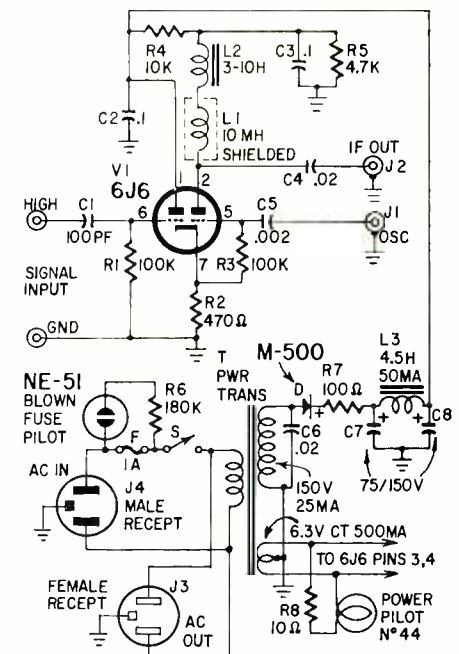 R4
10K
L2
3-10H
C3 .1
R5
4.7K
C2 .1
L1
10 MH
SHIELDED
IF OUT
J2
C4 .02
V1
6J6
1
2
HIGH
C1
100PF
6
5
C5
.002
J1
OSC
7
R1
100K
R3
100K
SIGNAL
INPUT
R2
470Ω
GND
T
PWR
TRANS
M-500
D
+
R7
100Ω
L3
4.5H
50MA
NE-51
BLOWN
FUSE
PILOT
R6
180K
F
1A
S
C6
.02
C7
+
+
C8
75/150V
150V
25MA
AC IN
J4
MALE
RECEPT
6.3V CT 500MA
TO 6J6 PINS 3,4
FEMALE
RECEPT
J3
AC
OUT
R8
10Ω
POWER
PILOT
Nº44